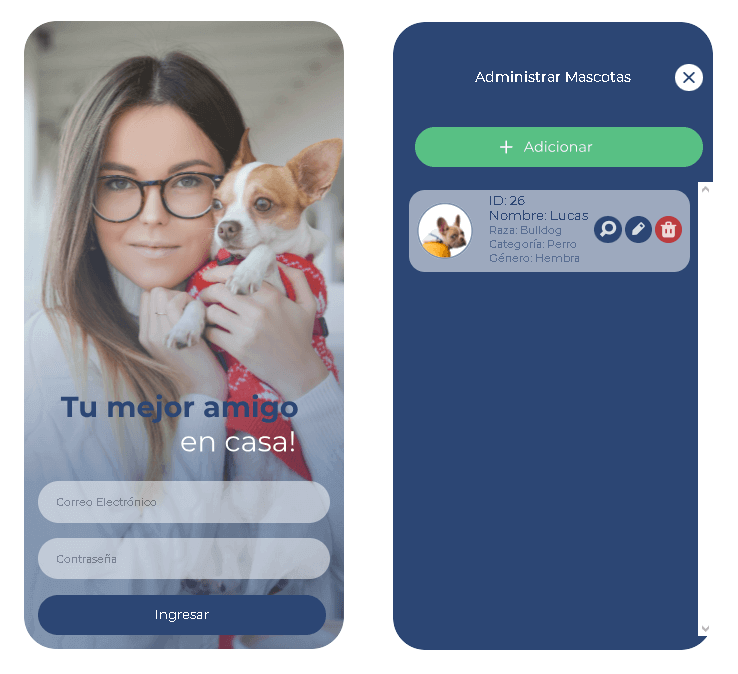 Tu mejor amigo
en casa!
Correo Electrónico
Contraseña
Ingresar
Administrar Mascotas
Adicionar
ID: 26
Nombre: Lucas
Raza: Bulldog
Categoría: Perro
Género: Hembra